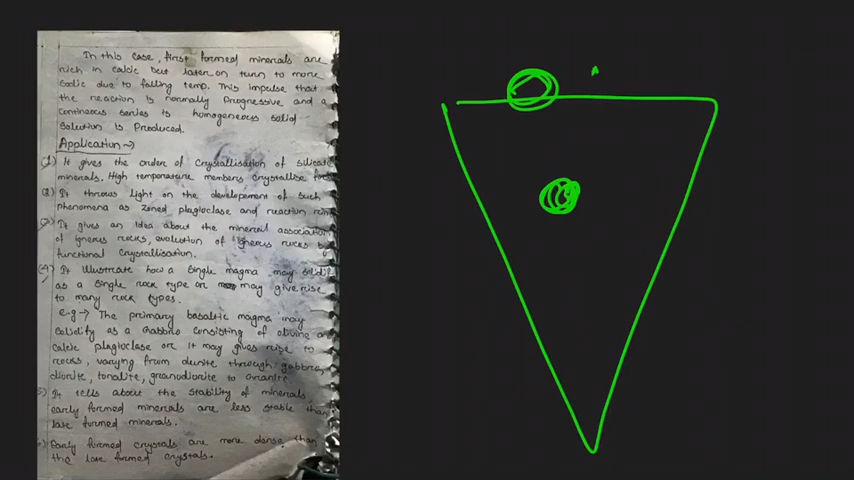 In this case, first formed minerals are
rich in calcic but later on turn to more
Sodic due to falling temp. This impulse that
the reaction is normally Progressive and a
Continuous series is homogeneous solid
Solution is Produced.
Application →
(1) It gives the order of Crystallisation of silicate
minerals. High temperature members crystallise
(2) It throws light on the developement of such
Phenomena as zoned plagioclase and reaction
(3) It gives an idea about the mineral association
of igneous rocks, evolution of igneous rocks by
functional Crystallisation.
(4) It illustrate how a single magma may solidify
as a single rock type or may give rise
to many rock types.
e.g → The primary basaltic magma may
Solidity as a Gabbro consisting of olivine
Calcic plagioclase or it may gives rise to
rocks, varying from dunite through gabbro,
diorite, tonalite, granodiorite to Granite.
5) It tells about the stability of minerals,
early formed minerals are less stable than
late formed minerals.
6) Early formed crystals are more dense than
the late formed crystals.